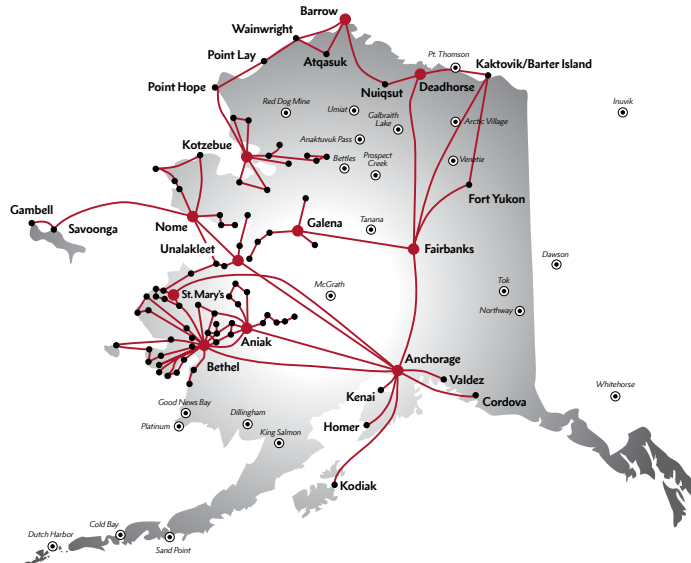 Barrow
Wainwright
Point Lay
Atqasuk
Pt. Thomson
Kaktovik/Barter Island
Point Hope
Nuiqsut
Deadhorse
Red Dog Mine
Umiat
Galbraith
Lake
Arctic Village
Inuvik
Anaktuvuk Pass
Kotzebue
Bettles
Prospect
Creek
Venetie
Fort Yukon
Gambell
Savoonga
Nome
Galena
Tanana
Unalakleet
Fairbanks
Dawson
St. Mary's
McGrath
Tok
Northway
Aniak
Anchorage
Bethel
Valdez
Kenai
Cordova
Whitehorse
Good News Bay
Platinum
Dillingham
Homer
King Salmon
Kodiak
Cold Bay
Dutch Harbor
Sand Point